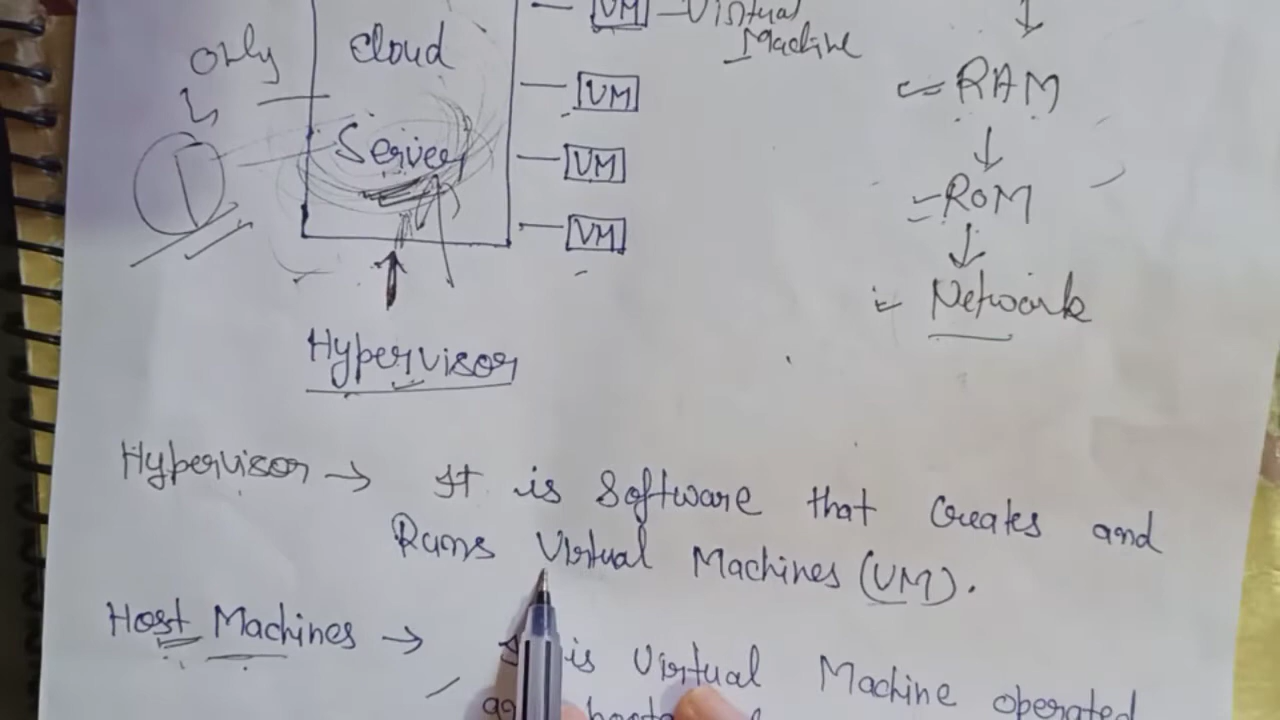 VM - Virtual
Machine
only
Cloud
VM
RAM
Server
VM
ROM
1
VM
Network
Hypervisor
Hypervisor → It is Software that Creates and
Runs Virtual Machines (VM).
Host Machines → is Virtual Machine operated